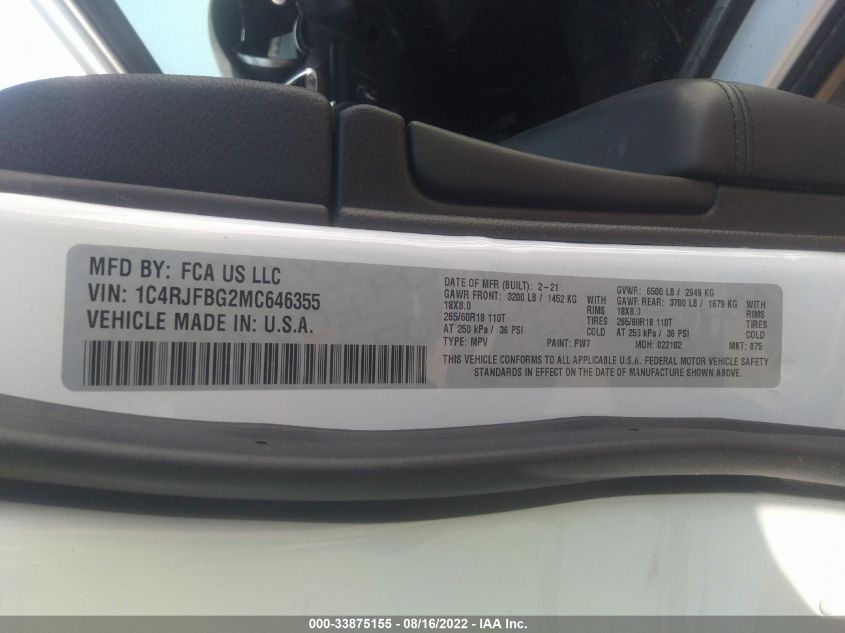 MFD BY: FCA US LLC
VIN: 1C4RJFBG2MC646355
VEHICLE MADE IN: U.S.A.
DATE OF MFR (BUILT): 2-21
GAWR FRONT: 3200 LB / 1452 KG WITH
18X8.0 RIMS
265/60R18 110T TIRES
AT 250 kPa / 36 PSI COLD
TYPE: MPV PAINT: PW7
GVWR: 6500 LB / 2949 KG
GAWR REAR: 3700 LB / 1679 KG WITH
18X8.0 RIMS
265/60R18 110T TIRES
AT 250 kPa / 36 PSI COLD
MDH: 022102 MKT: 875
THIS VEHICLE CONFORMS TO ALL APPLICABLE U.S.A. FEDERAL MOTOR VEHICLE SAFETY
STANDARDS IN EFFECT ON THE DATE OF MANUFACTURE SHOWN ABOVE.
000-33875155 - 08/16/2022 - IAA Inc.